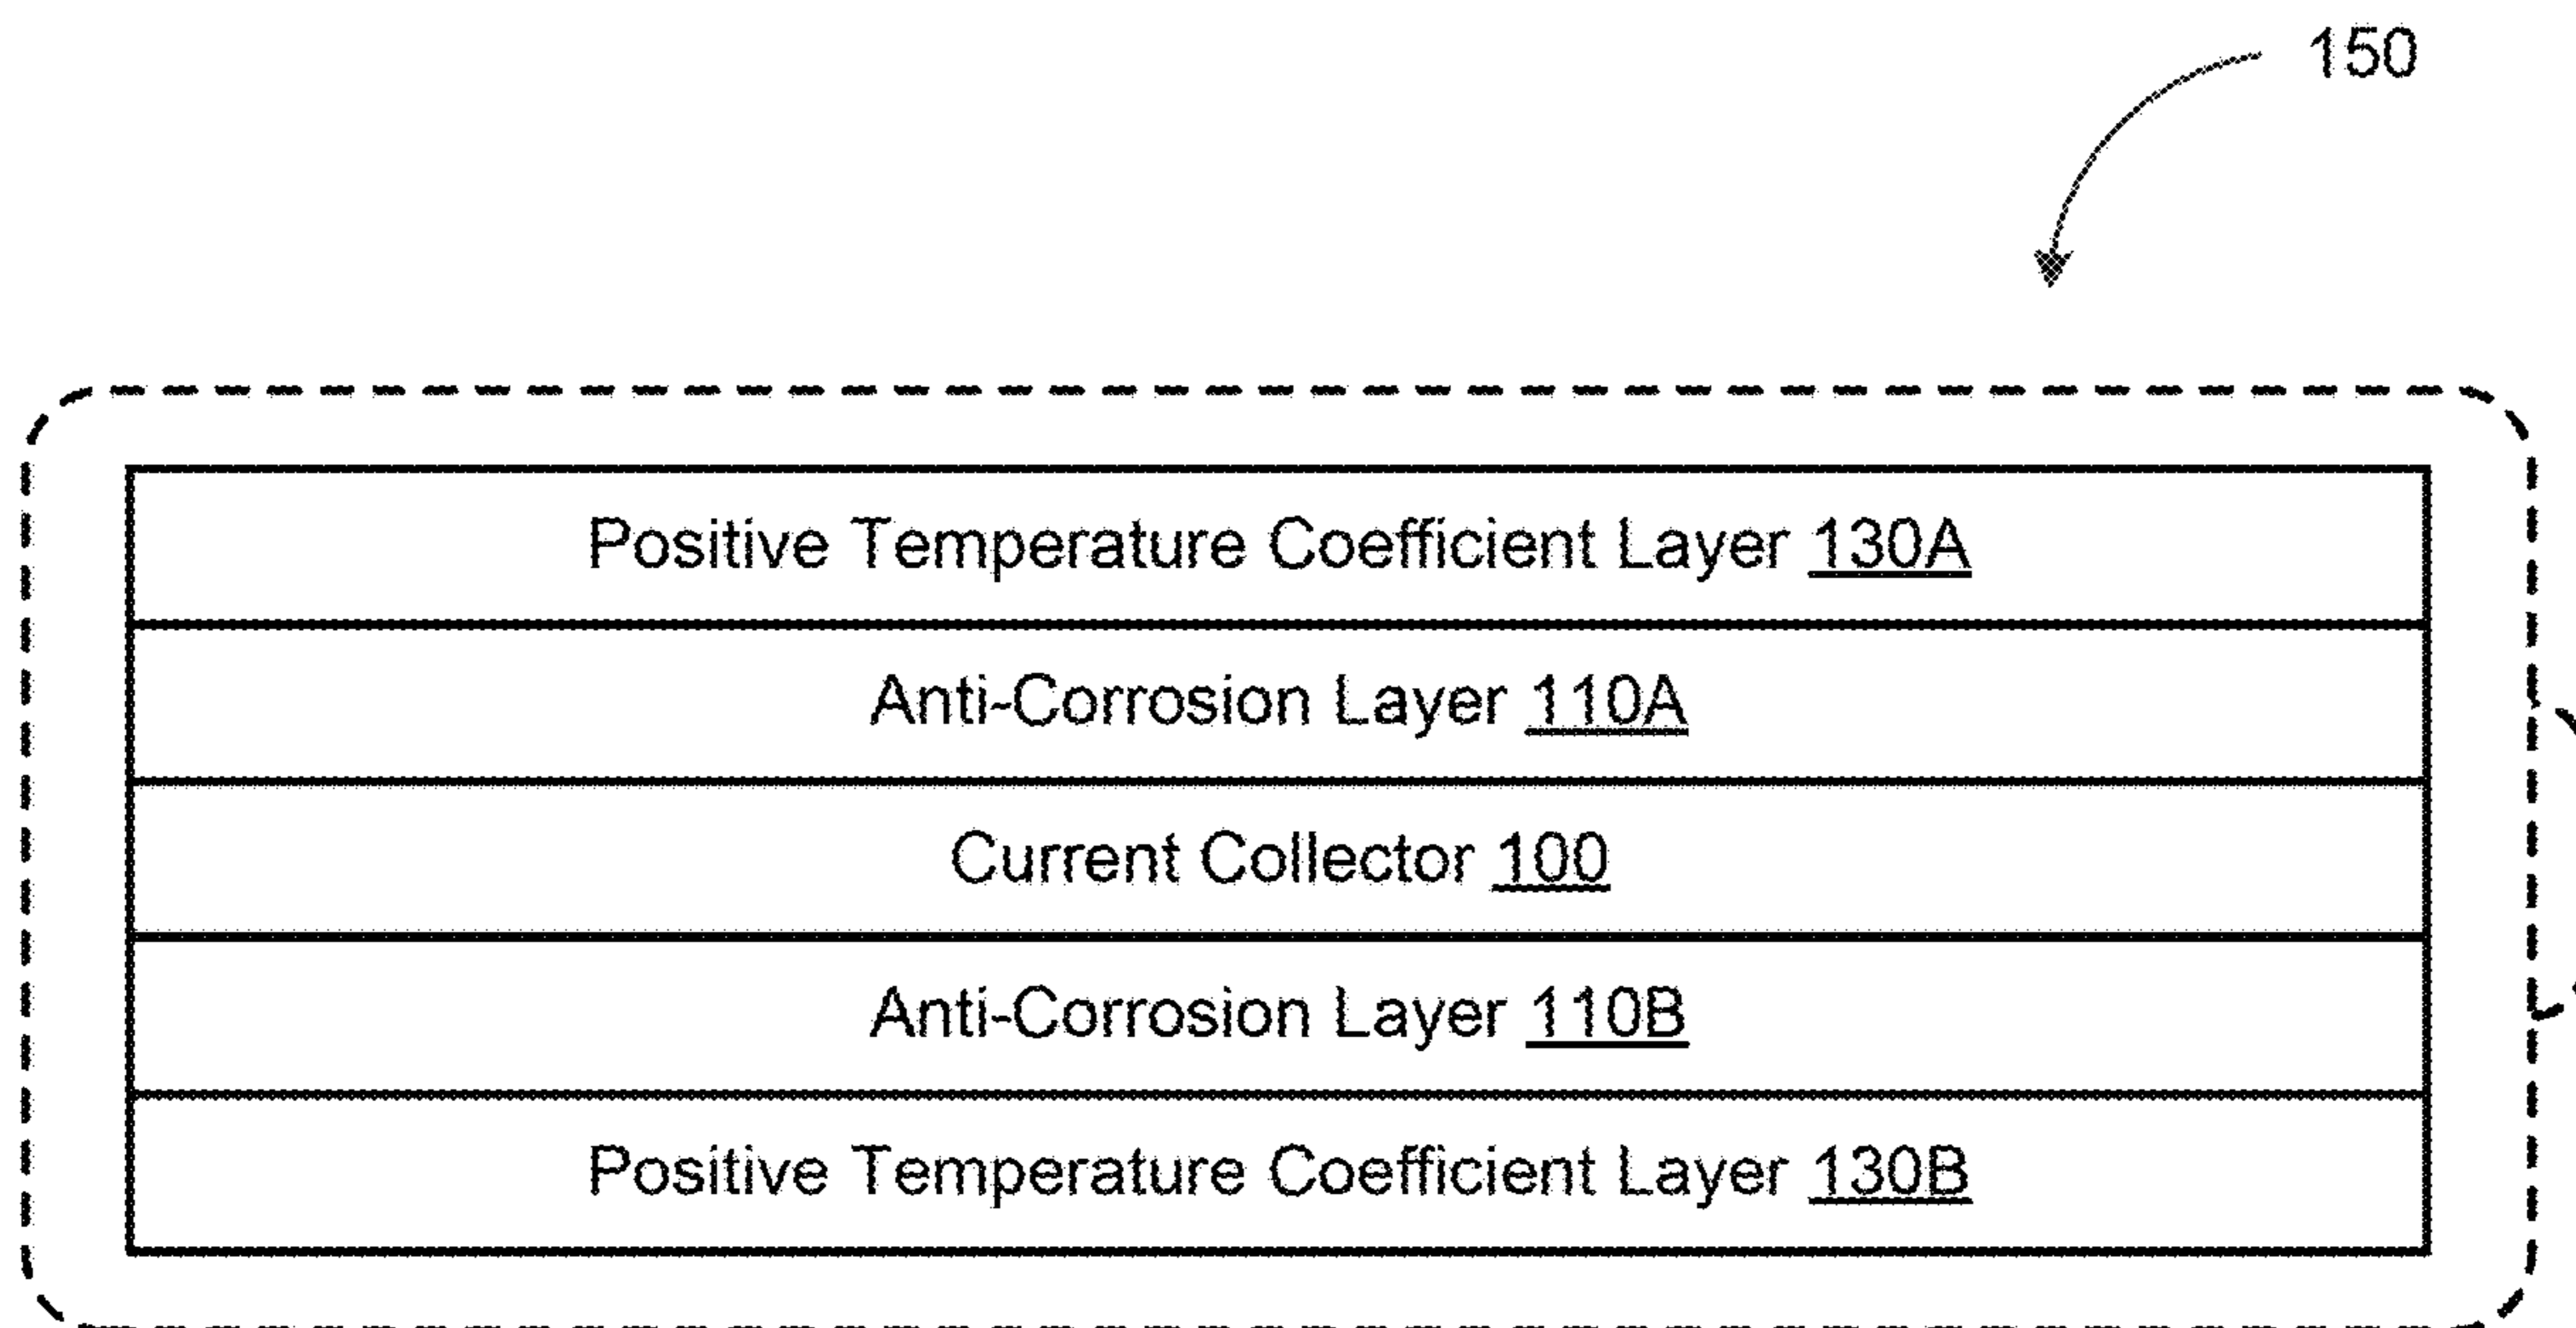 150
Positive Temperature Coefficient Layer 130A
Anti-Corrosion Layer 110A
Current Collector 100
Anti-Corrosion Layer 110B
Positive Temperature Coefficient Layer 130B